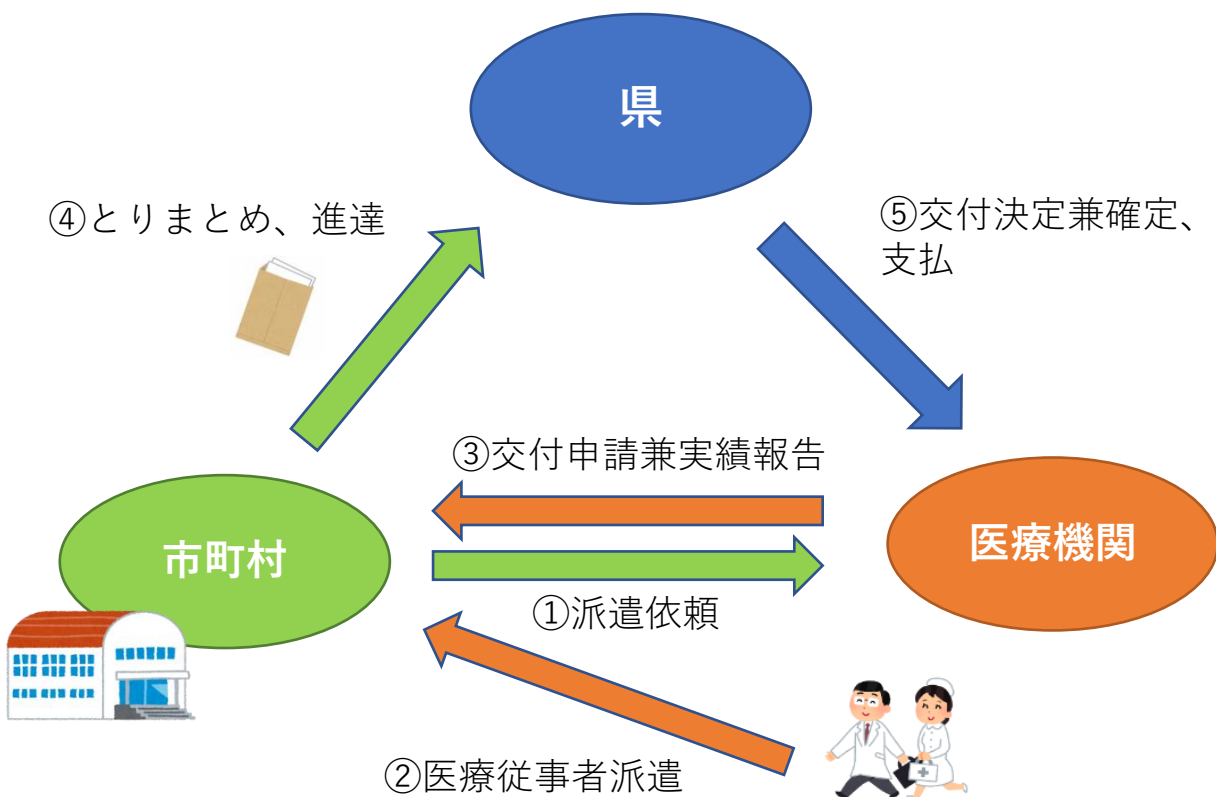 県
④とりまとめ、進達
⑤交付決定兼確定、
支払
③交付申請兼実績報告
市町村
医療機関
①派遣依頼
②医療従事者派遣